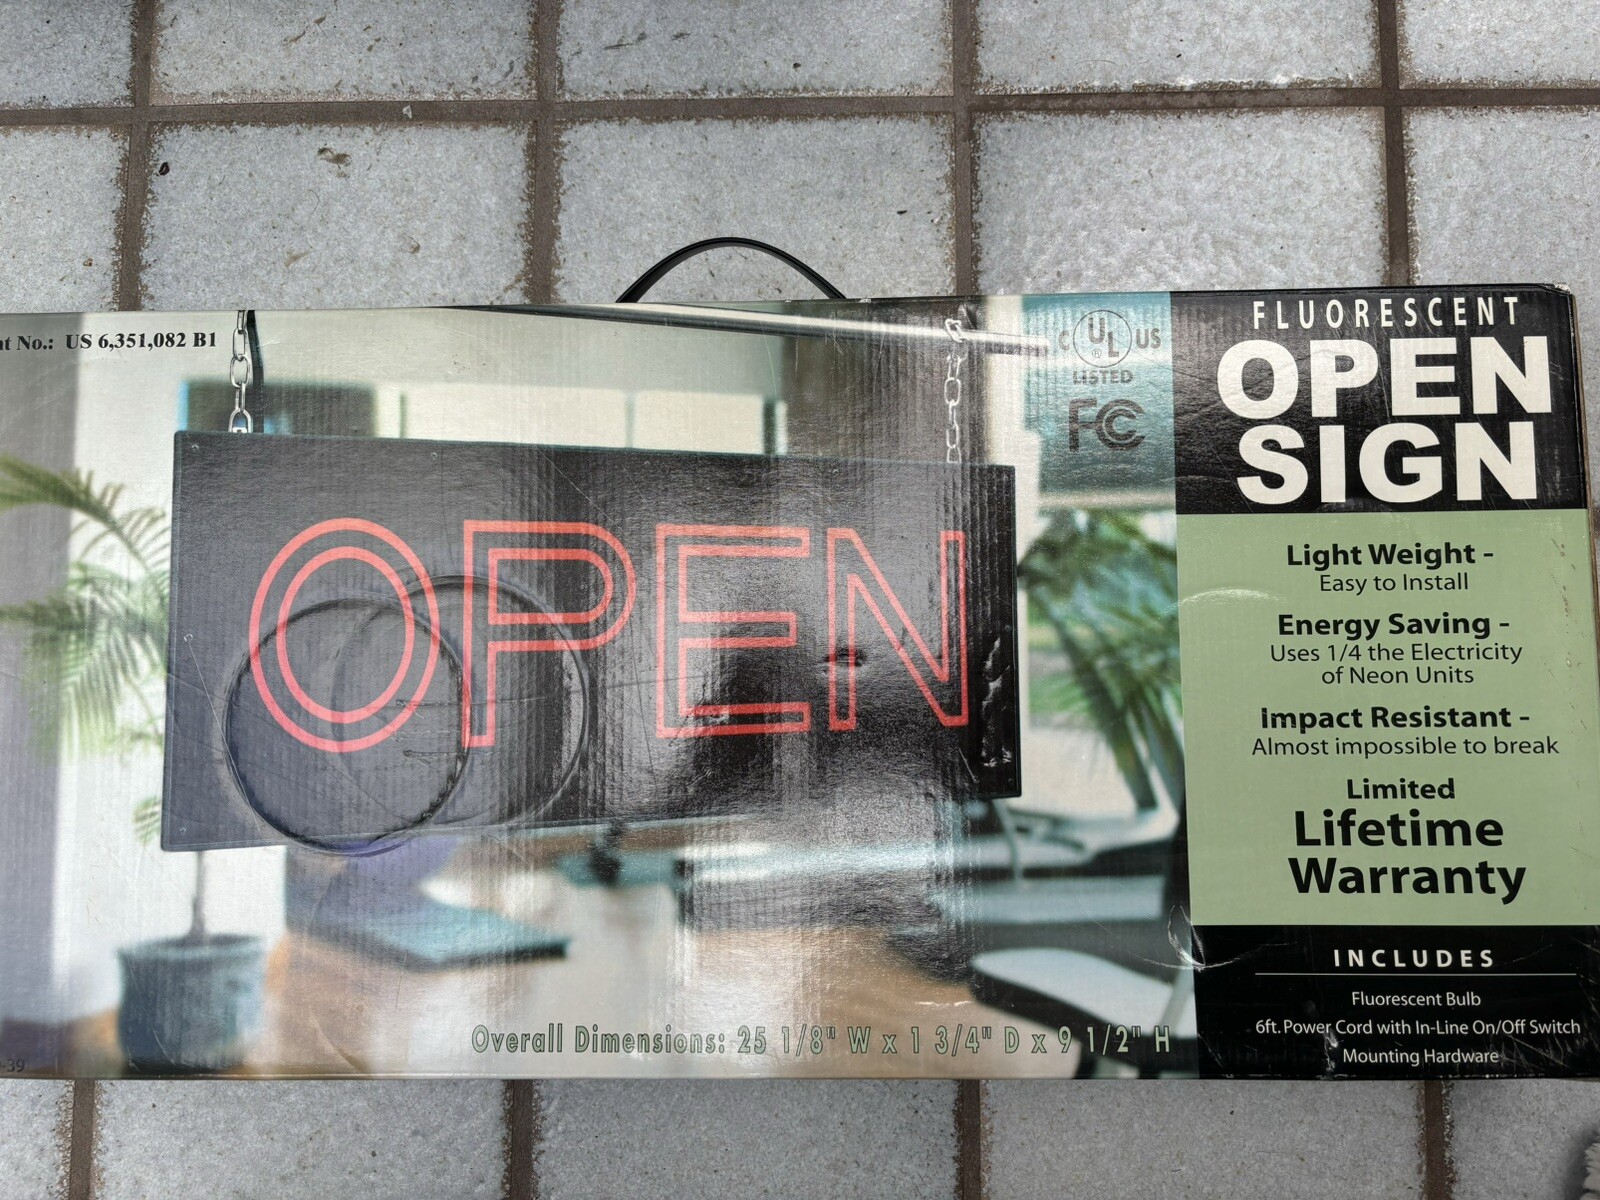 US 6,351,082 B1
No.:
OPEN
C UL US
®
LISTED
FC
FLUORESCENT
OPEN
SIGN
Light Weight -
Easy to Install
Energy Saving -
Uses 1/4 the Electricity
of Neon Units
Impact Resistant -
Almost impossible to break
Limited
Lifetime
Warranty
INCLUDES
Fluorescent Bulb
6ft. Power Cord with In-Line On/Off Switch
Mounting Hardware
Overall Dimensions: 25 1/8" W x 1 3/4" D x 9 1/2" H